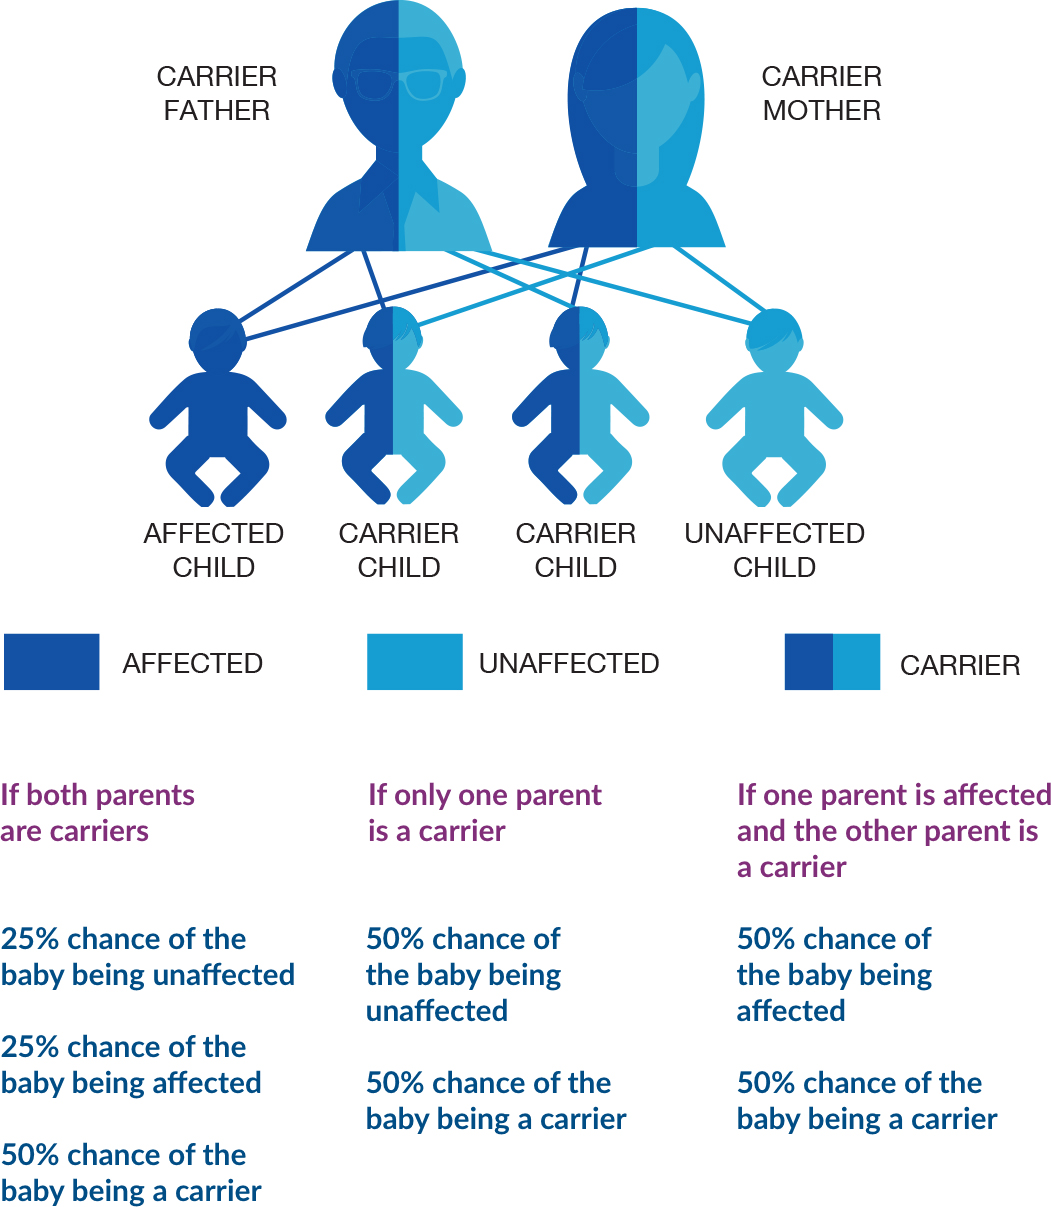 CARRIER
FATHER
CARRIER
MOTHER
AFFECTED
CHILD
CARRIER
CHILD
CARRIER
CHILD
UNAFFECTED
CHILD
AFFECTED
UNAFFECTED
CARRIER
If both parents
are carriers
25% chance of the
baby being unaffected
25% chance of the
baby being affected
50% chance of the
baby being a carrier
If only one parent
is a carrier
50% chance of
the baby being
unaffected
50% chance of the
baby being a carrier
If one parent is affected
and the other parent is
a carrier
50% chance of
the baby being
affected
50% chance of the
baby being a carrier